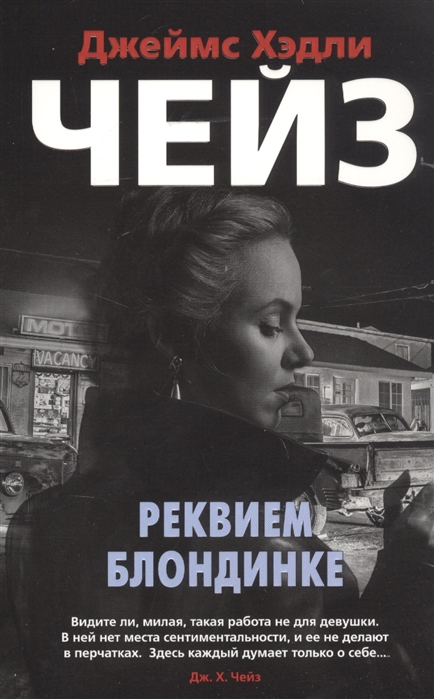 Джеймс Хэдли
ЧЕЙЗ
MOTEL
VACANCY
РЕКВИЕМ
БЛОНДИНКЕ
Видите ли, милая, такая работа не для девушки.
В ней нет места сентиментальности, и ее не делают
в перчатках. Здесь каждый думает только о себе...
Дж. Х. Чейз